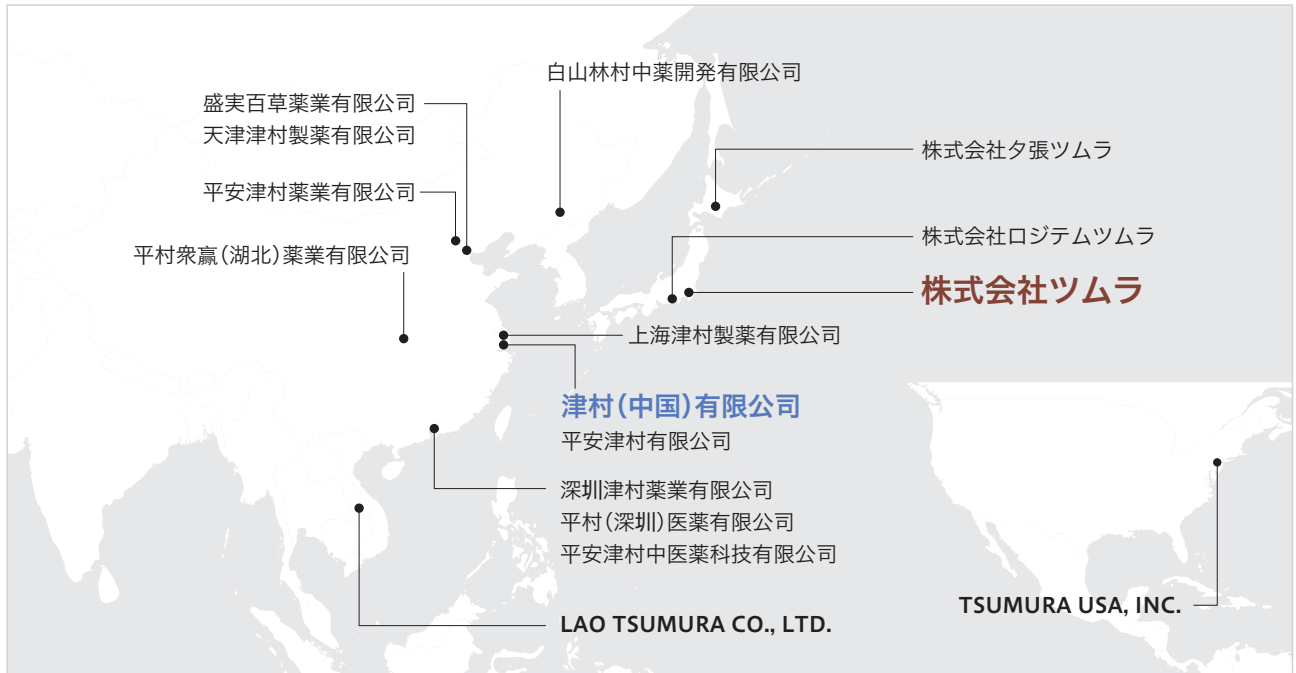 白山林村中薬開発有限公司
盛実百草薬業有限公司
天津津村製薬有限公司
平安津村薬業有限公司
平村衆赢(湖北)薬業有限公司
株式会社夕張ツムラ
株式会社ロジテムツムラ
株式会社ツムラ
上海津村製薬有限公司
津村(中国)有限公司
平安津村有限公司
深圳津村薬業有限公司
平村(深圳)医薬有限公司
平安津村中医薬科技有限公司
LAO TSUMURA CO., LTD.
TSUMURA USA, INC.